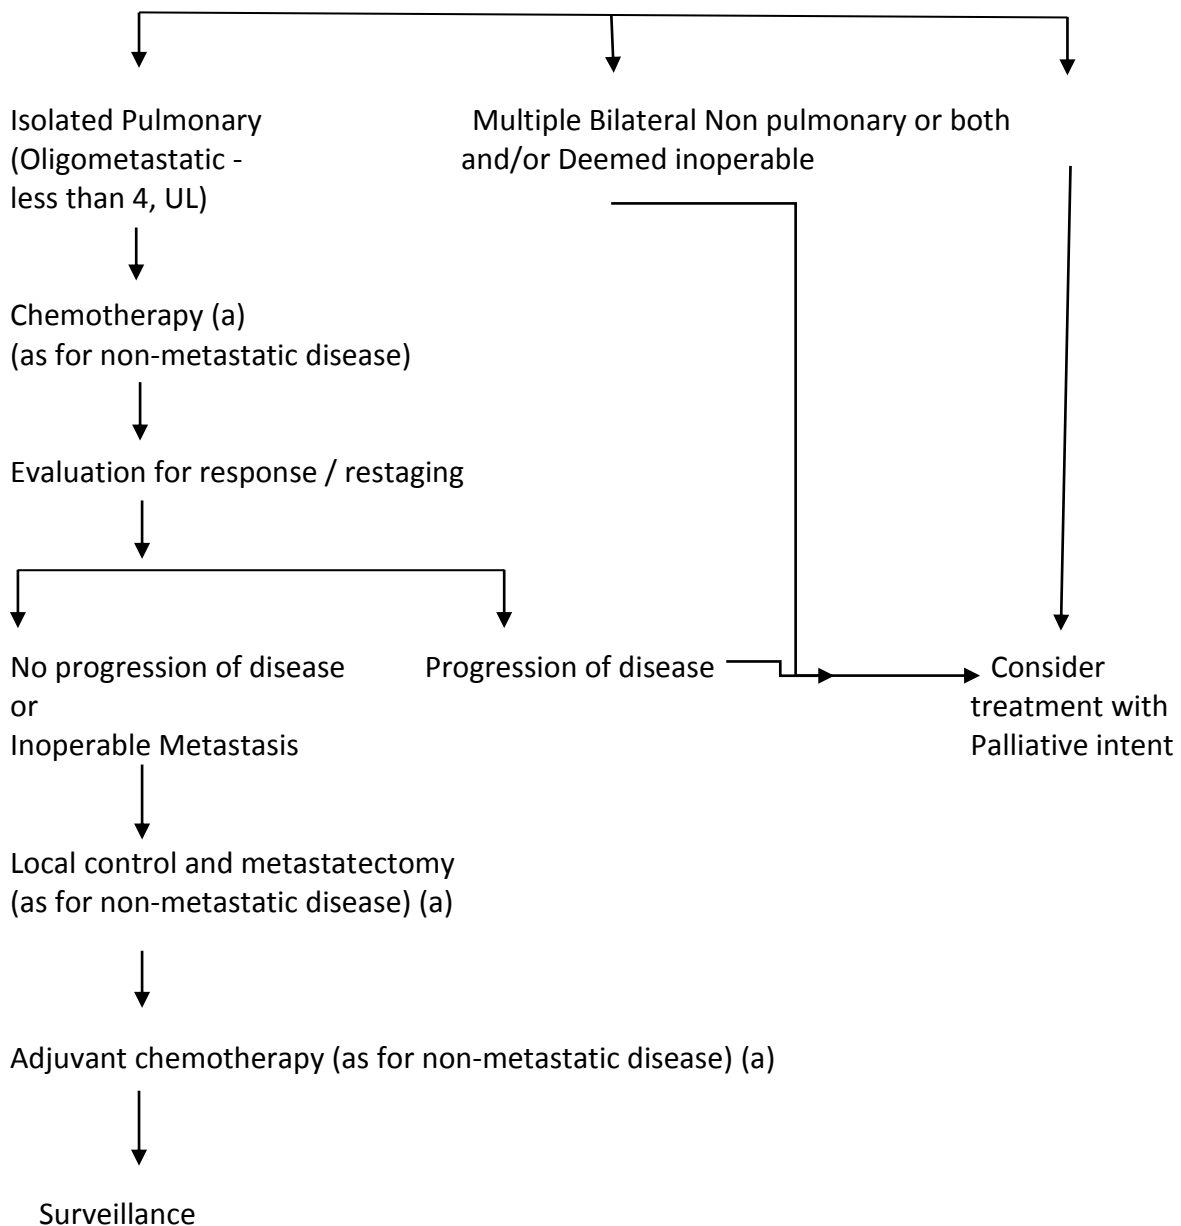 Isolated Pulmonary
(Oligometastatic -
less than 4, UL)
Multiple Bilateral Non pulmonary or both
and/or Deemed inoperable
Chemotherapy (a)
(as for non-metastatic disease)
Evaluation for response / restaging
No progression of disease
or
Inoperable Metastasis
Progression of disease
Consider
treatment with
Palliative intent
Local control and metastatectomy
(as for non-metastatic disease) (a)
Adjuvant chemotherapy (as for non-metastatic disease) (a)
Surveillance